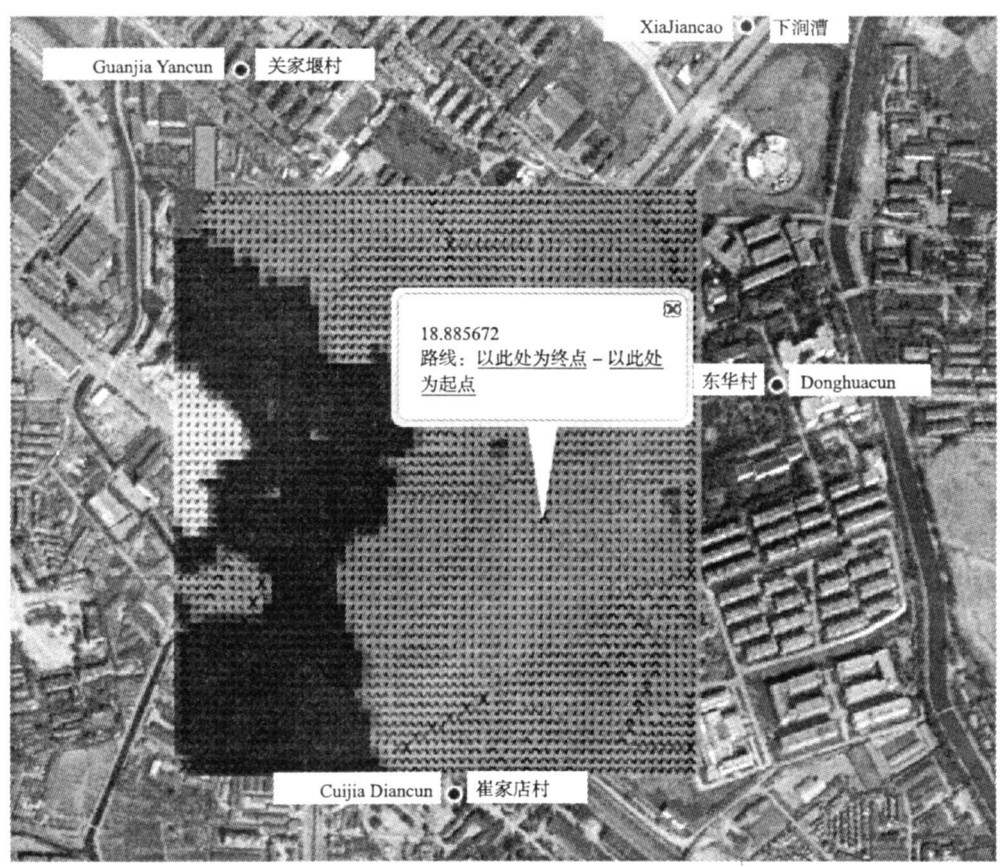 XiaJiancao 下涧漕
Guanjia Yancun 关家堰村
18.885672
路线：以此处为终点 – 以此处
为起点
东华村 Donghuacun
Cuijia Diancun 崔家店村